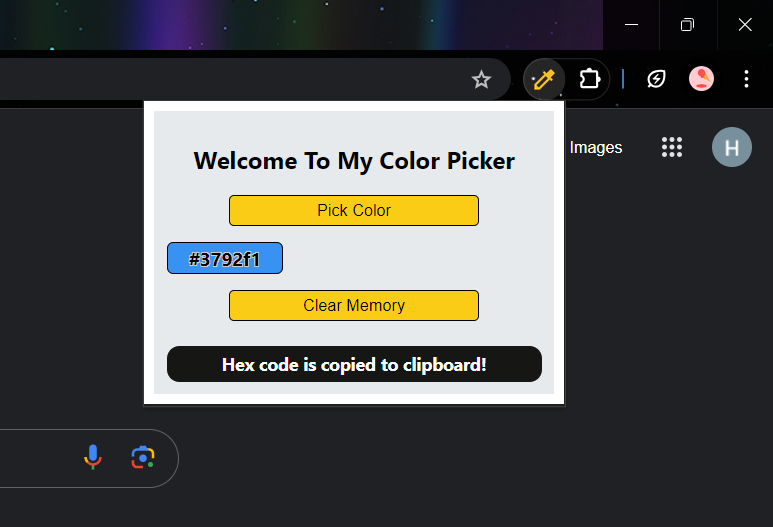 Images
H
Welcome To My Color Picker
Pick Color
#3792f1
Clear Memory
Hex code is copied to clipboard!